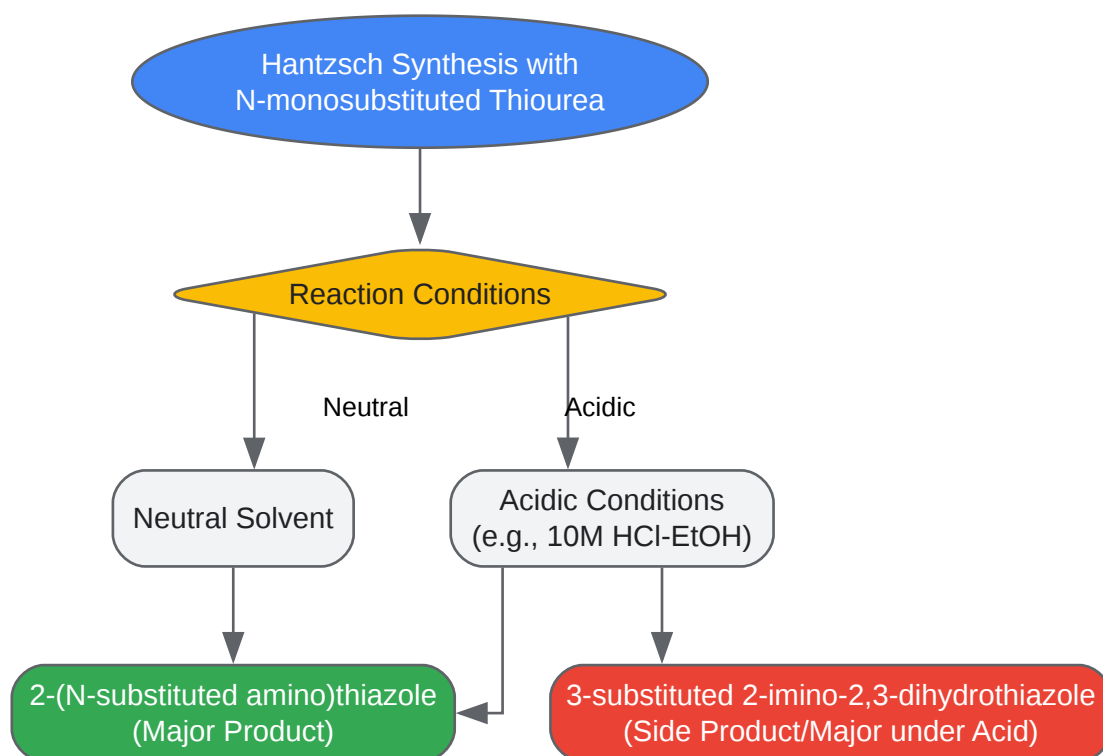 Hantzsch Synthesis with
N-monosubstituted Thiourea
Reaction Conditions
Neutral
Acidic
Neutral Solvent
Acidic Conditions
(e.g., 10M HCl-EtOH)
2-(N-substituted amino)thiazole
(Major Product)
3-substituted 2-imino-2,3-dihydrothiazole
(Side Product/Major under Acid)